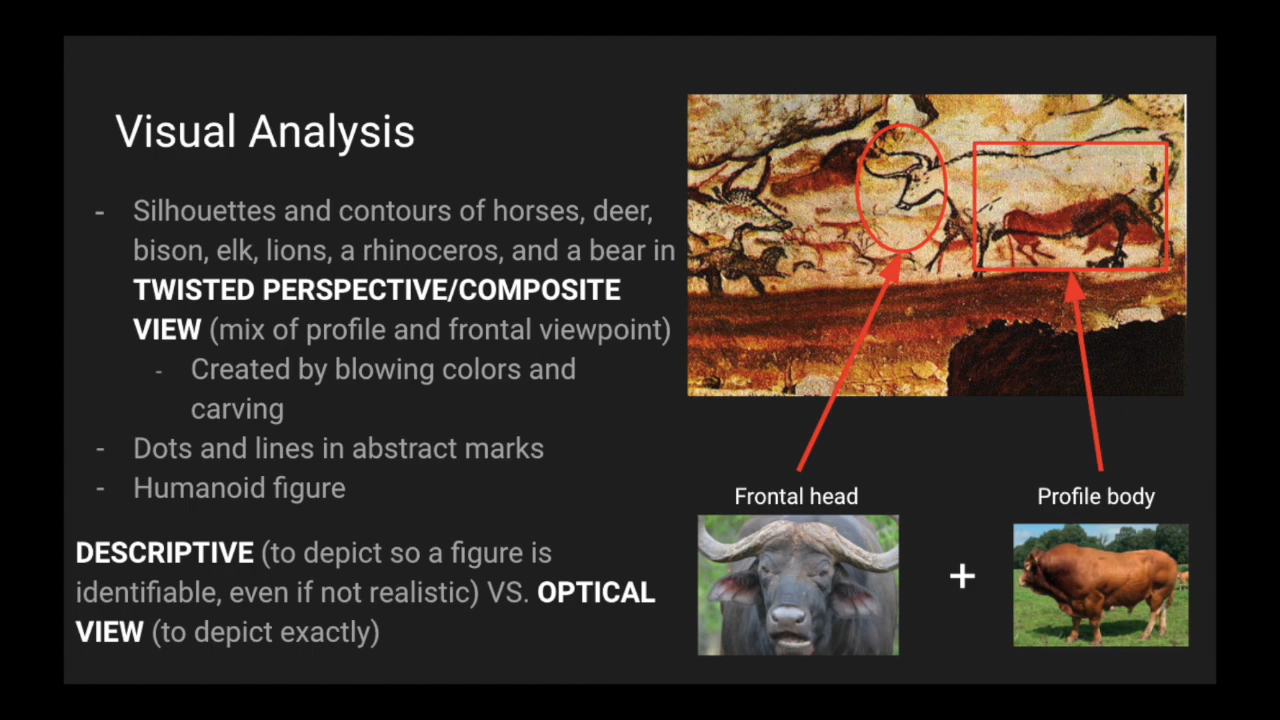 Visual Analysis
- Silhouettes and contours of horses, deer,
bison, elk, lions, a rhinoceros, and a bear in
TWISTED PERSPECTIVE/COMPOSITE
VIEW (mix of profile and frontal viewpoint)
- Created by blowing colors and
carving
- Dots and lines in abstract marks
- Humanoid figure
DESCRIPTIVE (to depict so a figure is
identifiable, even if not realistic) VS. OPTICAL
VIEW (to depict exactly)
Frontal head
+
Profile body